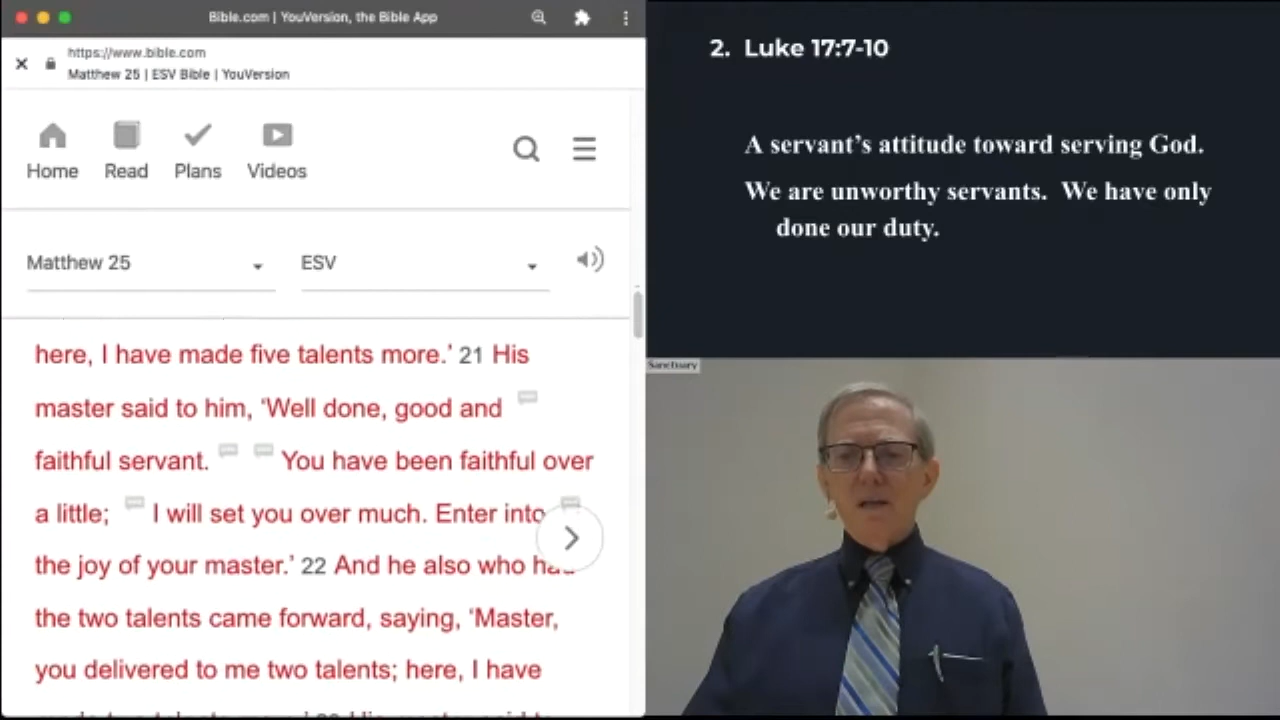 Bible.com | YouVersion, the Bible App
https://www.bible.com
Matthew 25 | ESV Bible | YouVersion
Home Read Plans Videos
Matthew 25 ESV
here, I have made five talents more.’ 21 His
master said to him, ‘Well done, good and
faithful servant. You have been faithful over
a little; I will set you over much. Enter into
the joy of your master.’ 22 And he also who had
the two talents came forward, saying, ‘Master,
you delivered to me two talents; here, I have
2. Luke 17:7-10
A servant’s attitude toward serving God.
We are unworthy servants. We have only
done our duty.
Sanctuary